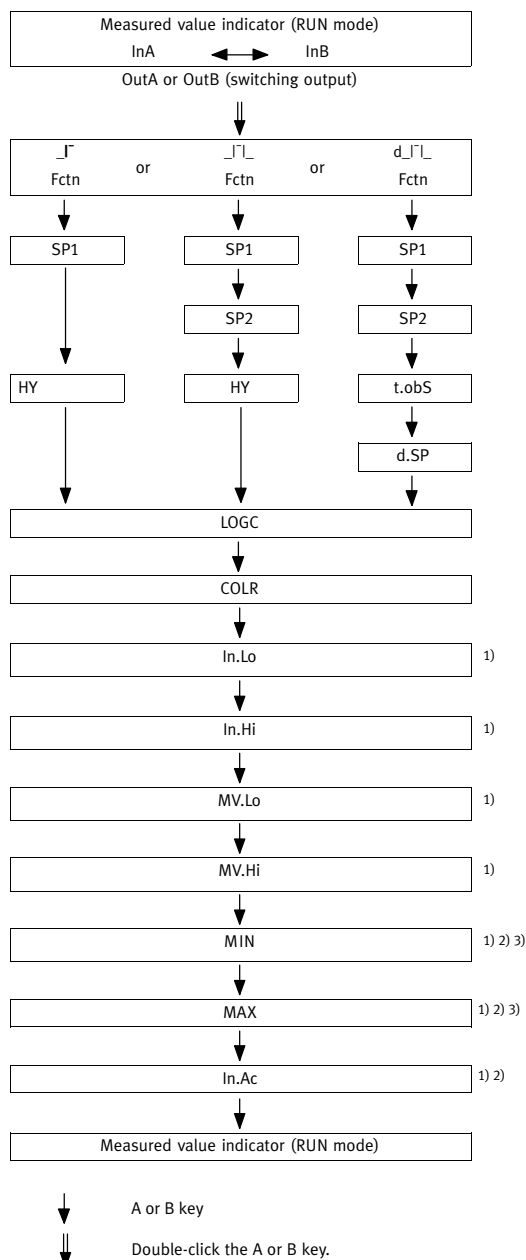 Measured value indicator (RUN mode)
InA InB
OutA or OutB (switching output)
_|¯ or _|¯|_ or d_|¯|_
Fctn Fctn Fctn
SP1 SP1 SP1
SP2 SP2
HY HY t.obS
d.SP
LOGC
COLR
In.Lo 1)
In.Hi 1)
MV.Lo 1)
MV.Hi 1)
MIN 1) 2) 3)
MAX 1) 2) 3)
In.Ac 1) 2)
Measured value indicator (RUN mode)
A or B key
Double-click the A or B key.